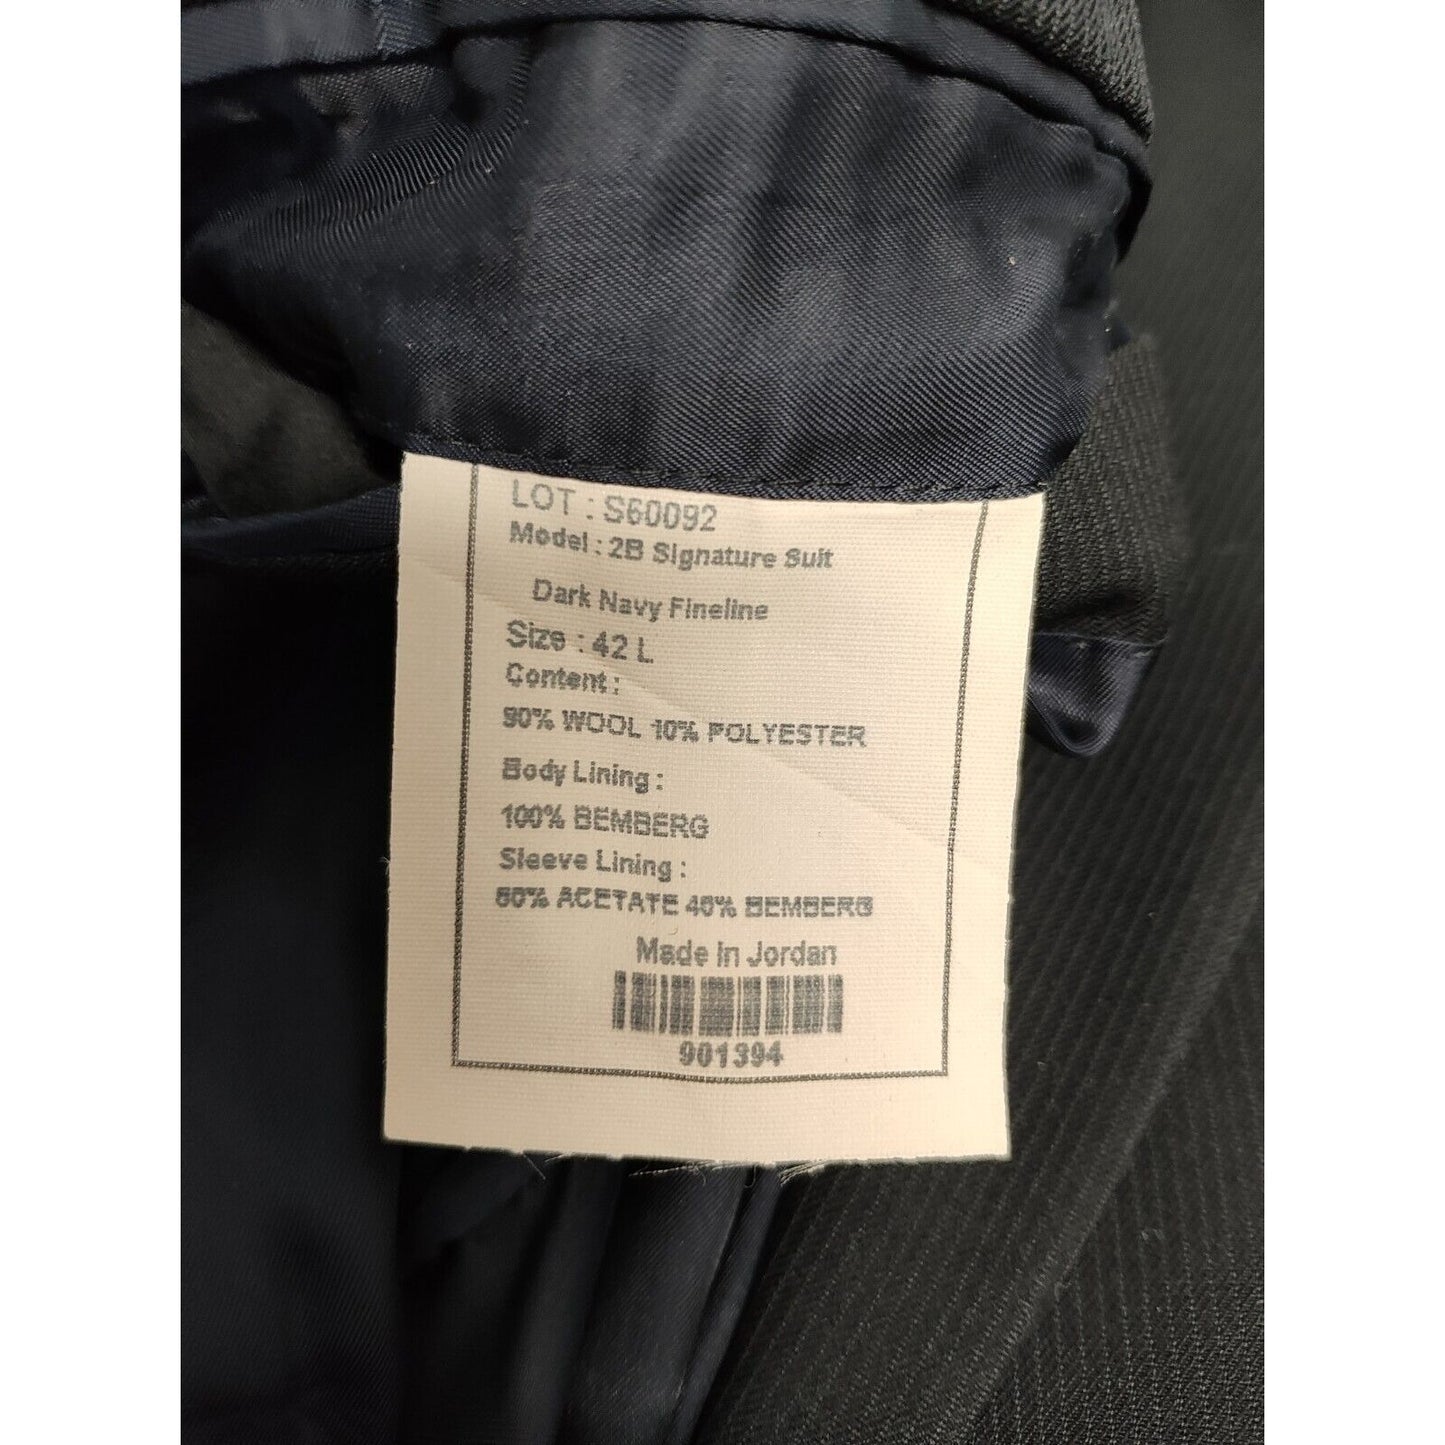 LOT : S60092
Model : 2B Signature Suit
Dark Navy Fineline
Size : 42 L
Content :
90% WOOL 10% POLYESTER
Body Lining :
100% BEMBERG
Sleeve Lining :
60% ACETATE 40% BEMBERG
Made in Jordan
901394